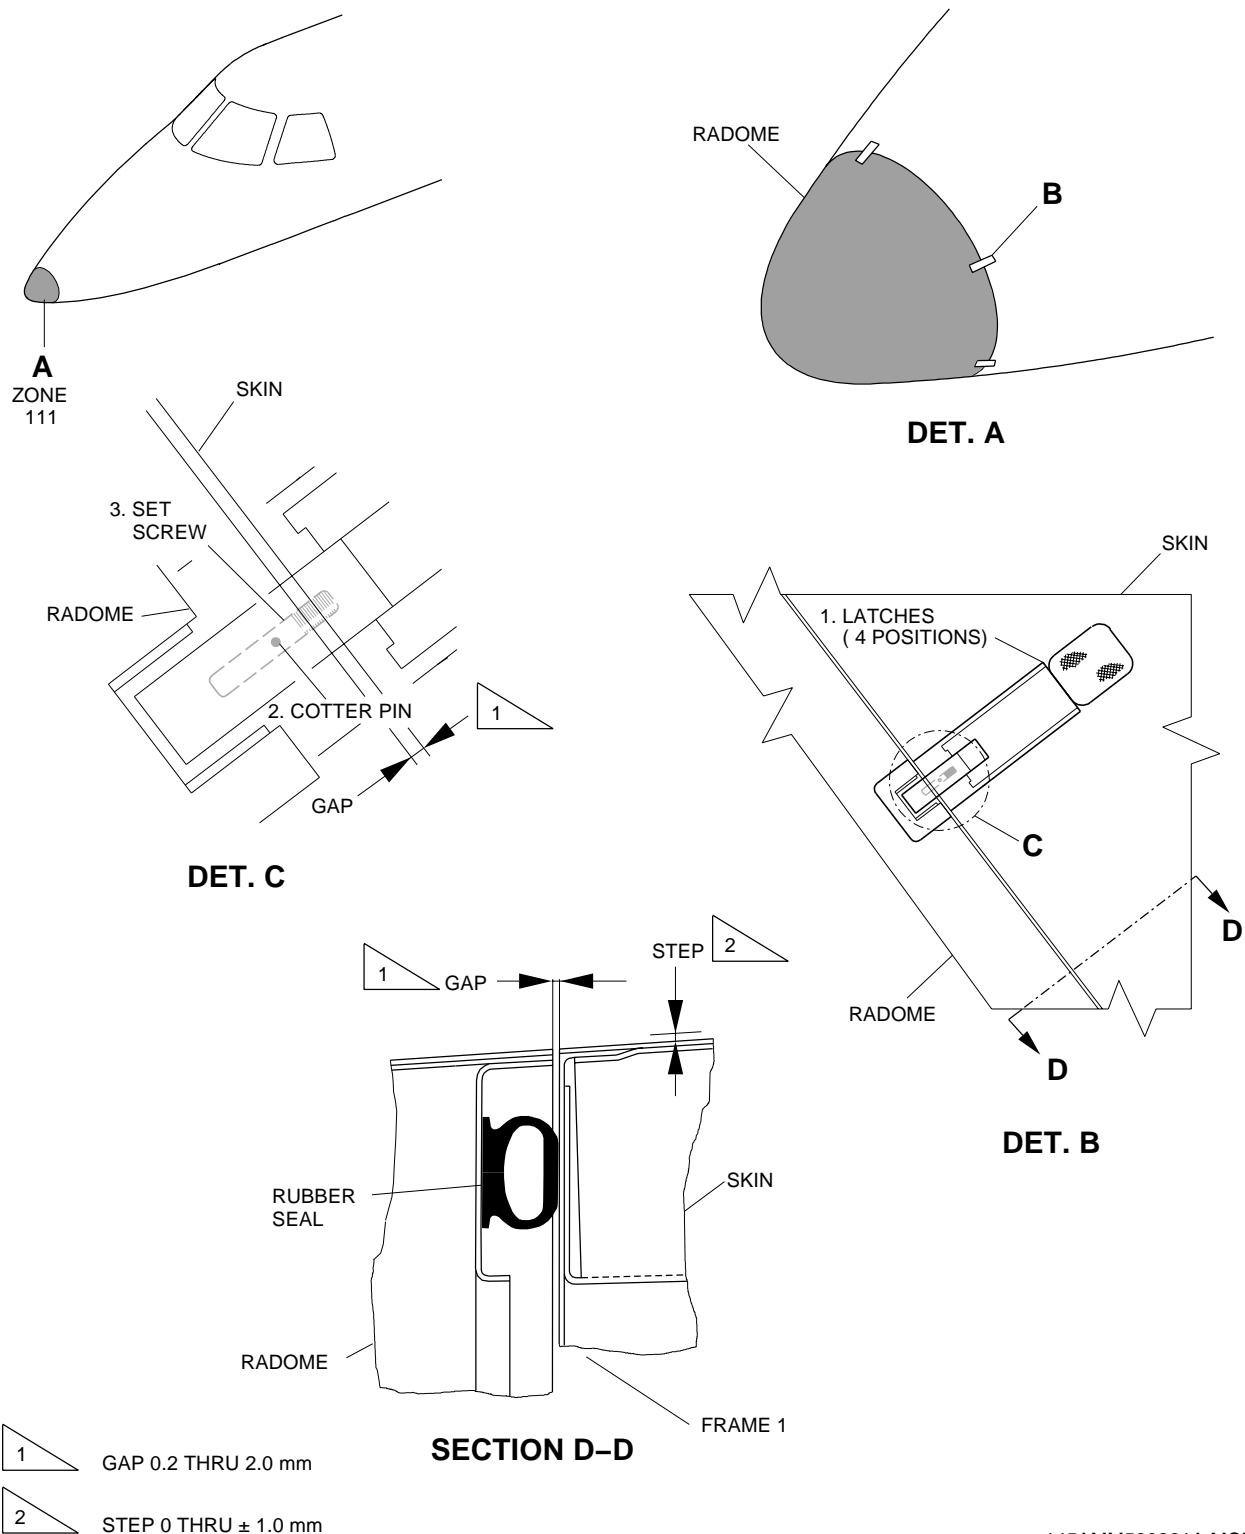 RADOME
B
A
ZONE
111
DET. A
SKIN
3. SET
SCREW
RADOME
2. COTTER PIN
1
GAP
DET. C
SKIN
1. LATCHES
( 4 POSITIONS)
C
D
RADOME
D
DET. B
1
GAP
STEP
2
RUBBER
SEAL
SKIN
RADOME
FRAME 1
SECTION D–D
1
GAP 0.2 THRU 2.0 mm
2
STEP 0 THRU ± 1.0 mm